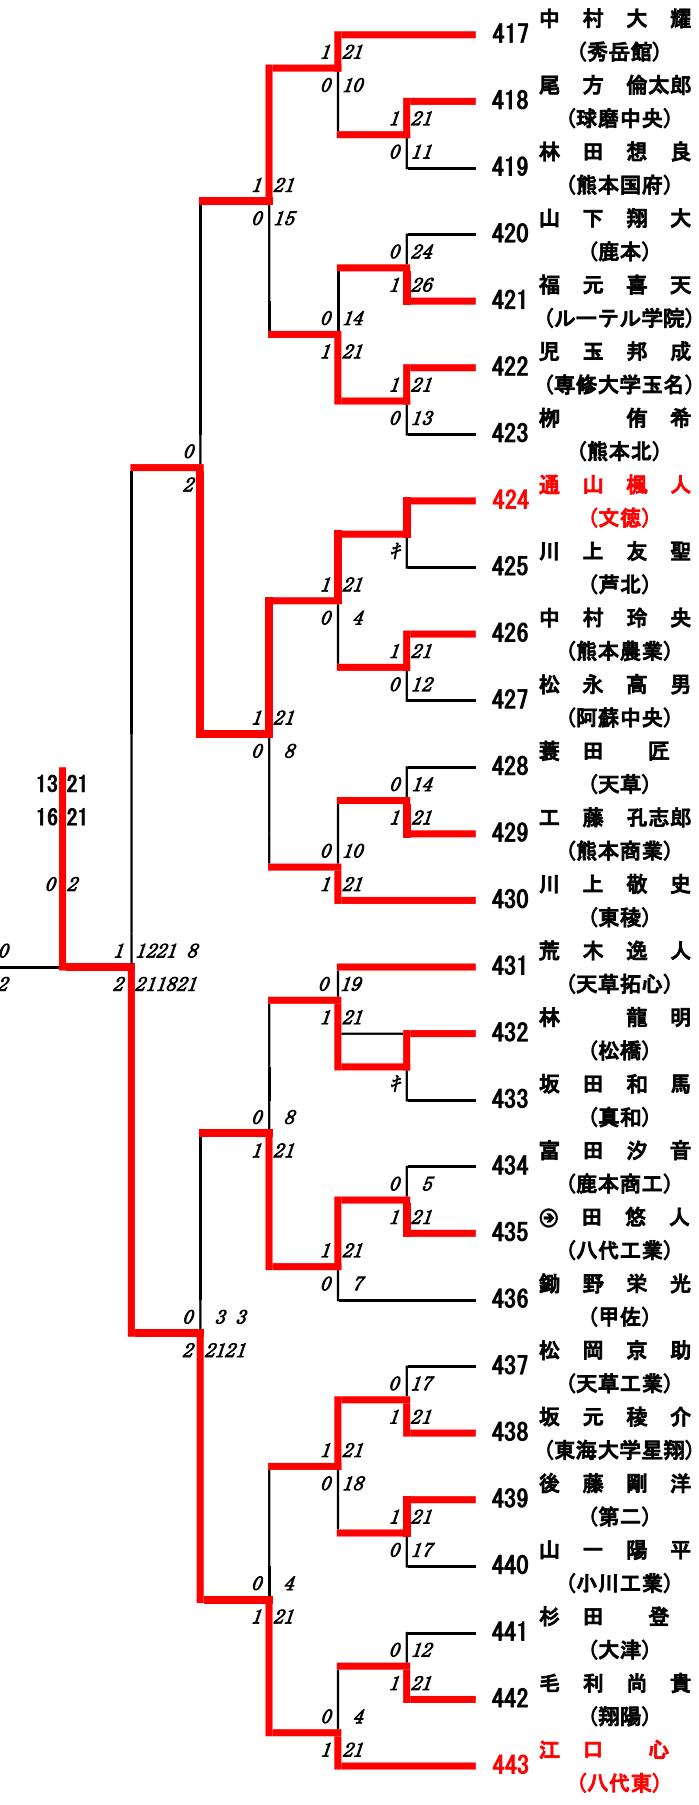 417 中村大耀
1 21 (秀岳館)
0 10 418 尾方倫太郎
1 21 (球磨中央)
0 11 419 林田想良
1 21 (熊本国府)
0 15 420 山下翔大
0 24 (鹿本)
1 26 421 福元喜天
0 14 (ルーテル学院)
1 21 422 児玉邦成
1 21 (専修大学玉名)
0 13 423 栁侑希
0 (熊本北)
2 424 通山楓人
(文徳)
425 川上友聖
1 21 (芦北)
0 4 426 中村玲央
1 21 (熊本農業)
0 12 427 松永高男
1 21 (阿蘇中央)
0 8 428 蓑田匠
13 21 0 14 (天草)
16 21 1 21 429 工藤孔志郎
0 10 (熊本商業)
0 2 1 21 430 川上敬史
(東稜)
0 1 1221 8 431 荒木逸人
2 2 211821 0 19 (天草拓心)
1 21 432 林龍明
(松橋)
433 坂田和馬
0 8 (真和)
1 21 434 富田汐音
0 5 (鹿本商工)
1 21 435 田悠人
1 21 (八代工業)
0 7 436 鋤野栄光
0 3 3 (甲佐)
2 2121 437 松岡京助
0 17 (天草工業)
1 21 438 坂元稜介
1 21 (東海大学星翔)
0 18 439 後藤剛洋
1 21 (第二)
0 17 440 山一陽平
0 4 (小川工業)
1 21 441 杉田登
0 12 (大津)
1 21 442 毛利尚貴
0 4 (翔陽)
1 21 443 江口心
(八代東)